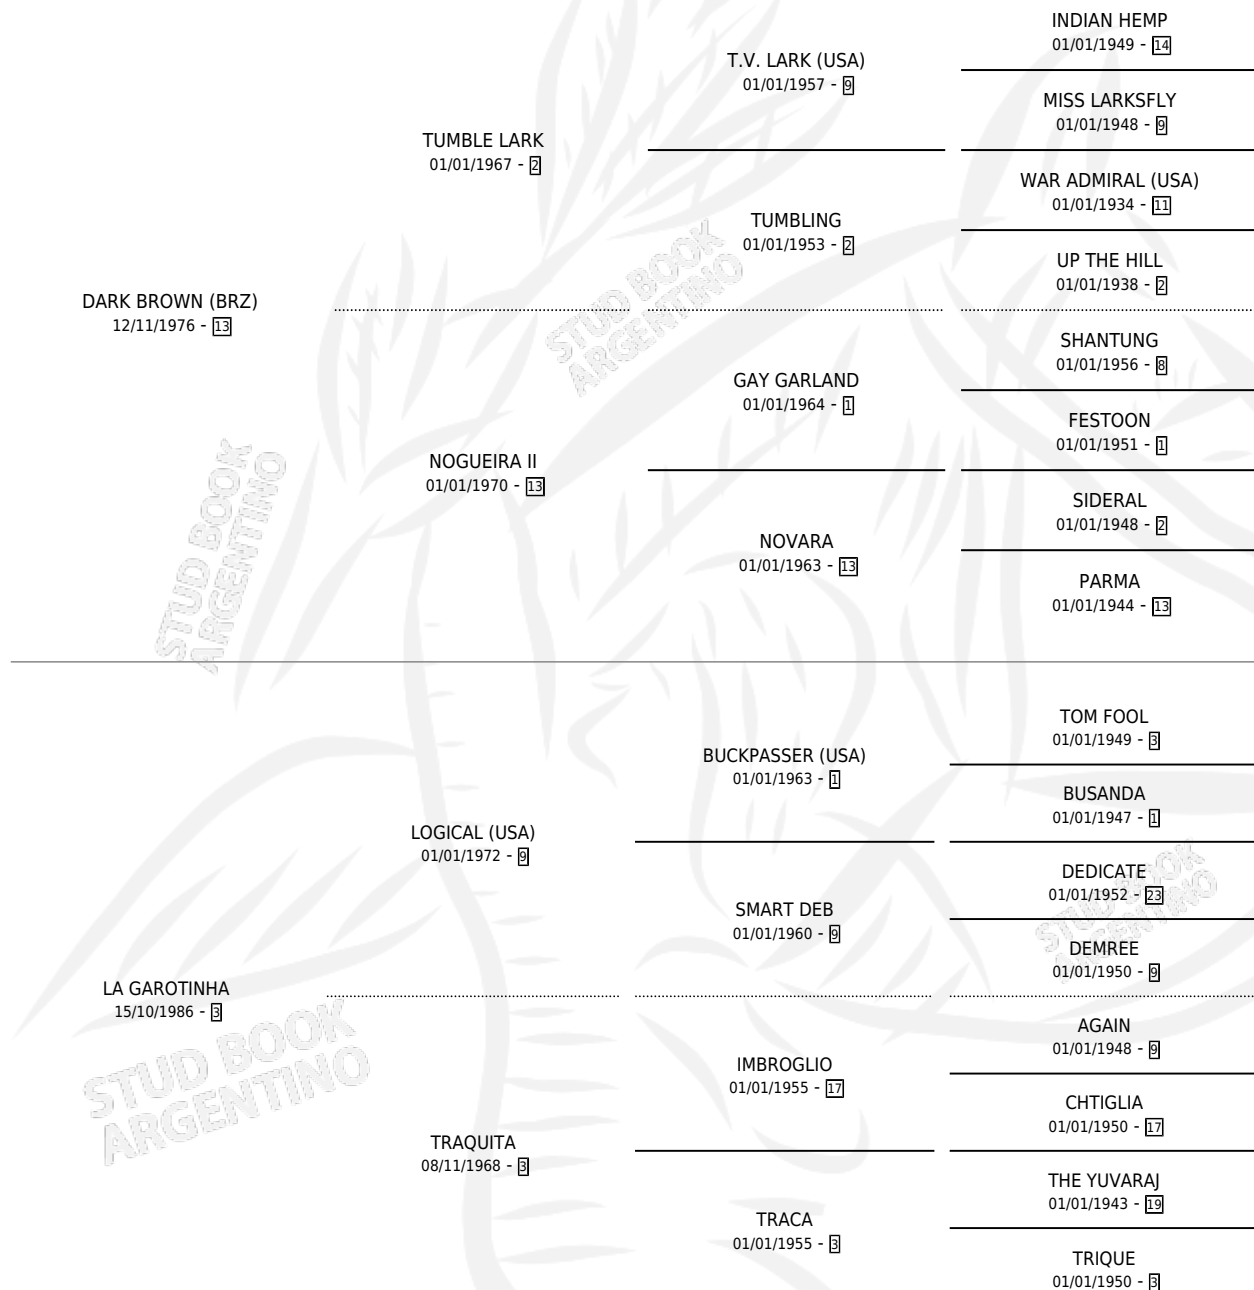 INDIAN HEMP
01/01/1949 - 14
T.V. LARK (USA)
01/01/1957 - 9
MISS LARKSFLY
01/01/1948 - 9
TUMBLE LARK
01/01/1967 - 2
WAR ADMIRAL (USA)
01/01/1934 - 11
TUMBLING
01/01/1953 - 2
UP THE HILL
01/01/1938 - 2
DARK BROWN (BRZ)
12/11/1976 - 13
SHANTUNG
01/01/1956 - 8
GAY GARLAND
01/01/1964 - 1
FESTOON
01/01/1951 - 1
NOGUEIRA II
01/01/1970 - 13
SIDERAL
01/01/1948 - 2
NOVARA
01/01/1963 - 13
PARMA
01/01/1944 - 13
TOM FOOL
01/01/1949 - 3
BUCKPASSER (USA)
01/01/1963 - 1
BUSANDA
01/01/1947 - 1
LOGICAL (USA)
01/01/1972 - 9
DEDICATE
01/01/1952 - 23
SMART DEB
01/01/1960 - 9
DEMREE
01/01/1950 - 9
LA GAROTINHA
15/10/1986 - 3
AGAIN
01/01/1948 - 9
IMBROGLIO
01/01/1955 - 17
CHTIGLIA
01/01/1950 - 17
TRAQUITA
08/11/1968 - 3
THE YUVARAJ
01/01/1943 - 19
TRACA
01/01/1955 - 3
TRIQUE
01/01/1950 - 3
STUD BOOK
ARGENTINO
STUD BOOK
ARGENTINO
STUD BOOK
ARGENTINO
STUD BOOK
ARGENTINO